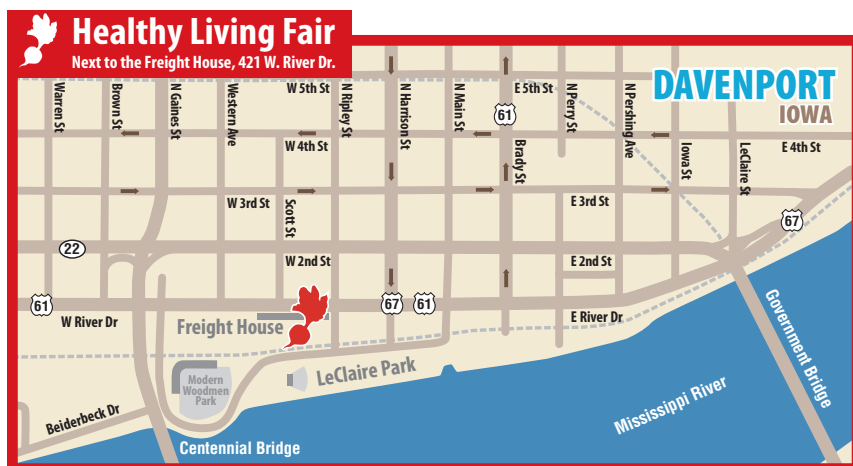 Healthy Living Fair
Next to the Freight House, 421 W. River Dr.
DAVENPORT
IOWA
Warren St
Brown St
N Gaines St
Western Ave
W 5th St
N Ripley St
N Harrison St
N Main St
61
E 5th St
N Perry St
N Pershing Ave
W 4th St
Brady St
Iowa St
LeClaire St
E 4th St
W 3rd St
Scott St
E 3rd St
67
22
W 2nd St
E 2nd St
61
W River Dr
67
61
E River Dr
Freight House
LeClaire Park
Modern
Woodmen
Park
Beiderbeck Dr
Centennial Bridge
Mississippi River
Government Bridge